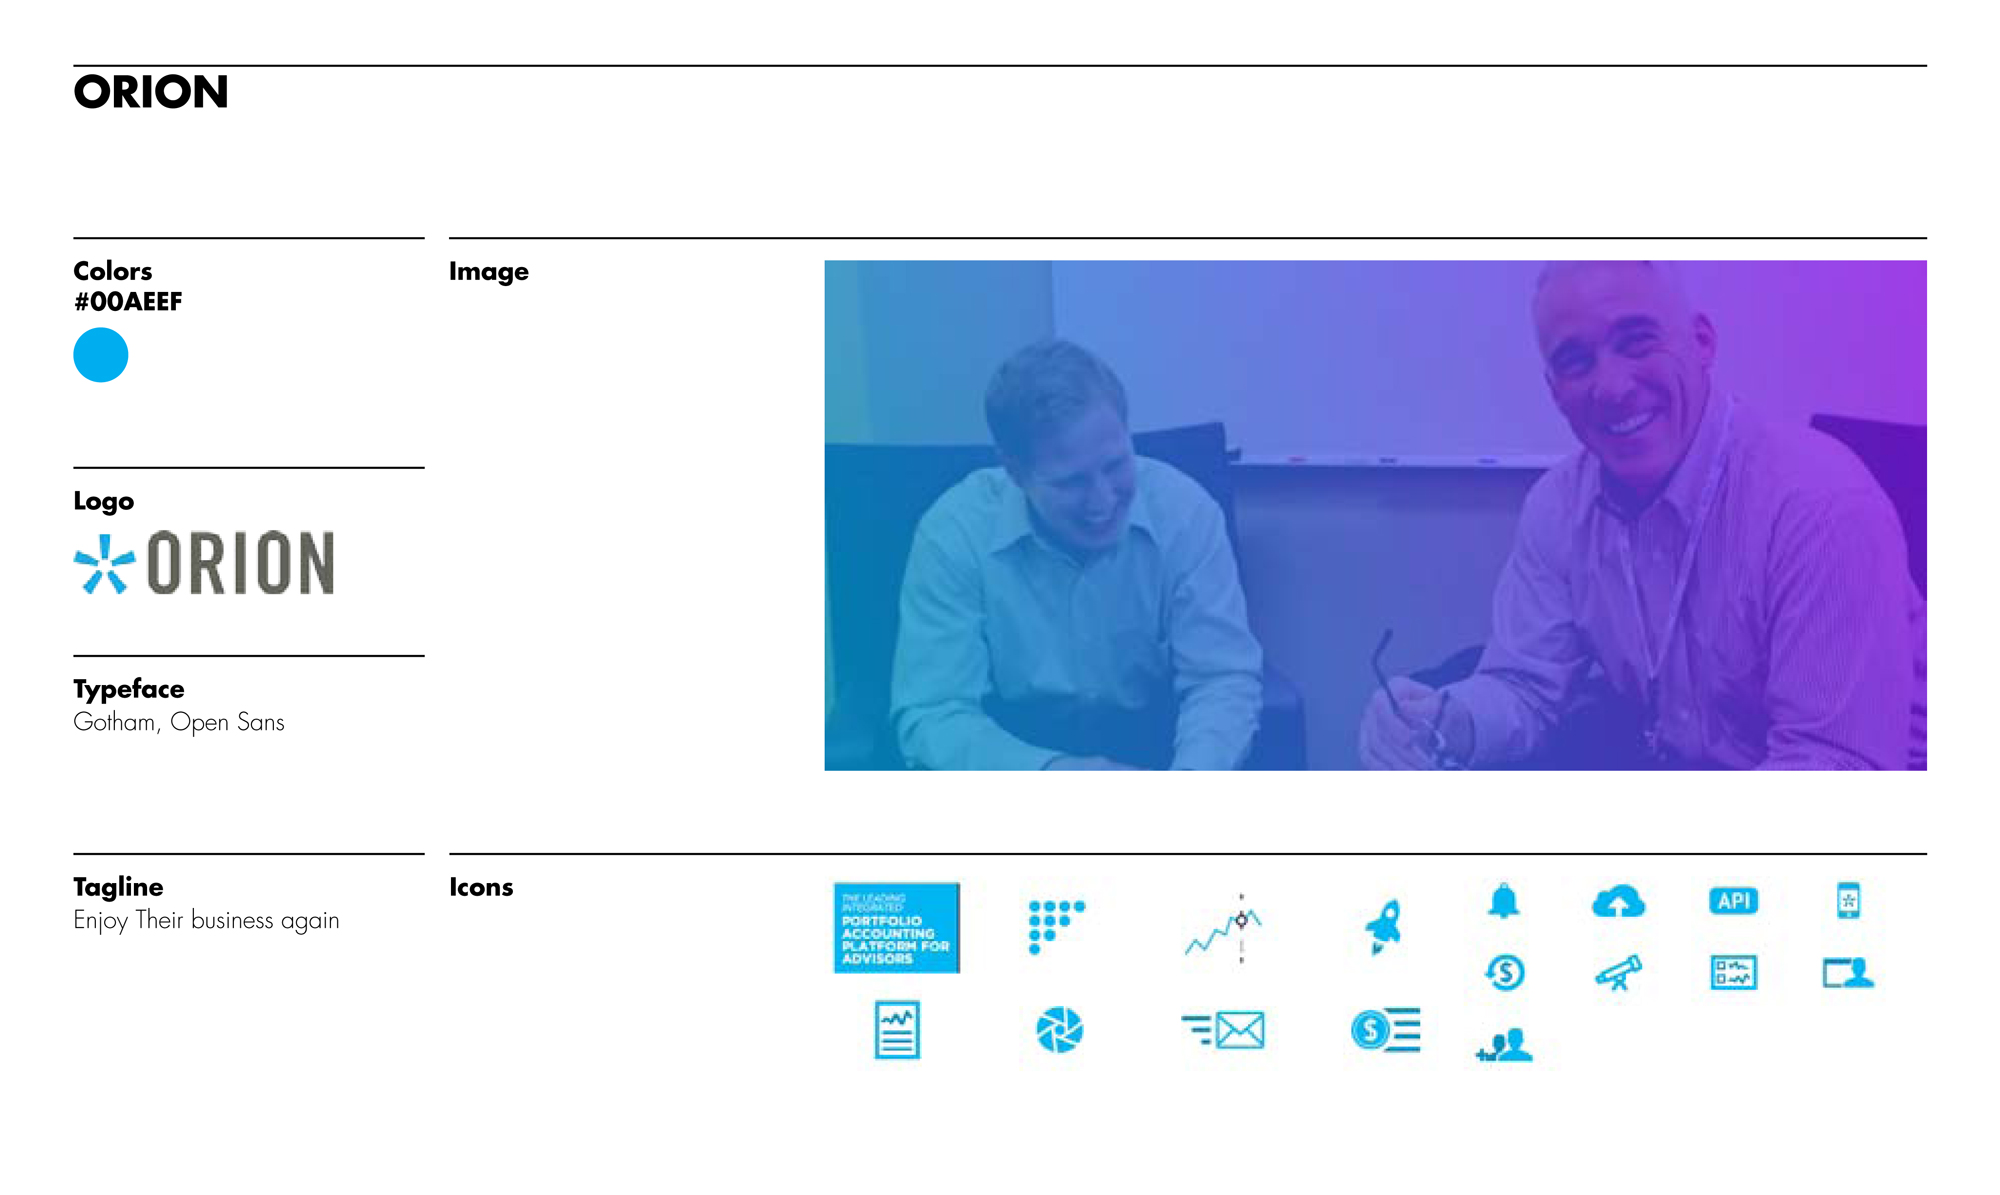 ORION
Colors
#00AEEF
Image
Logo
ORION
Typeface
Gotham, Open Sans
Tagline
Enjoy Their business again
Icons
THE LEADING
INTEGRATED
PORTFOLIO
ACCOUNTING
PLATFORM FOR
ADVISORS
$
API
$
$